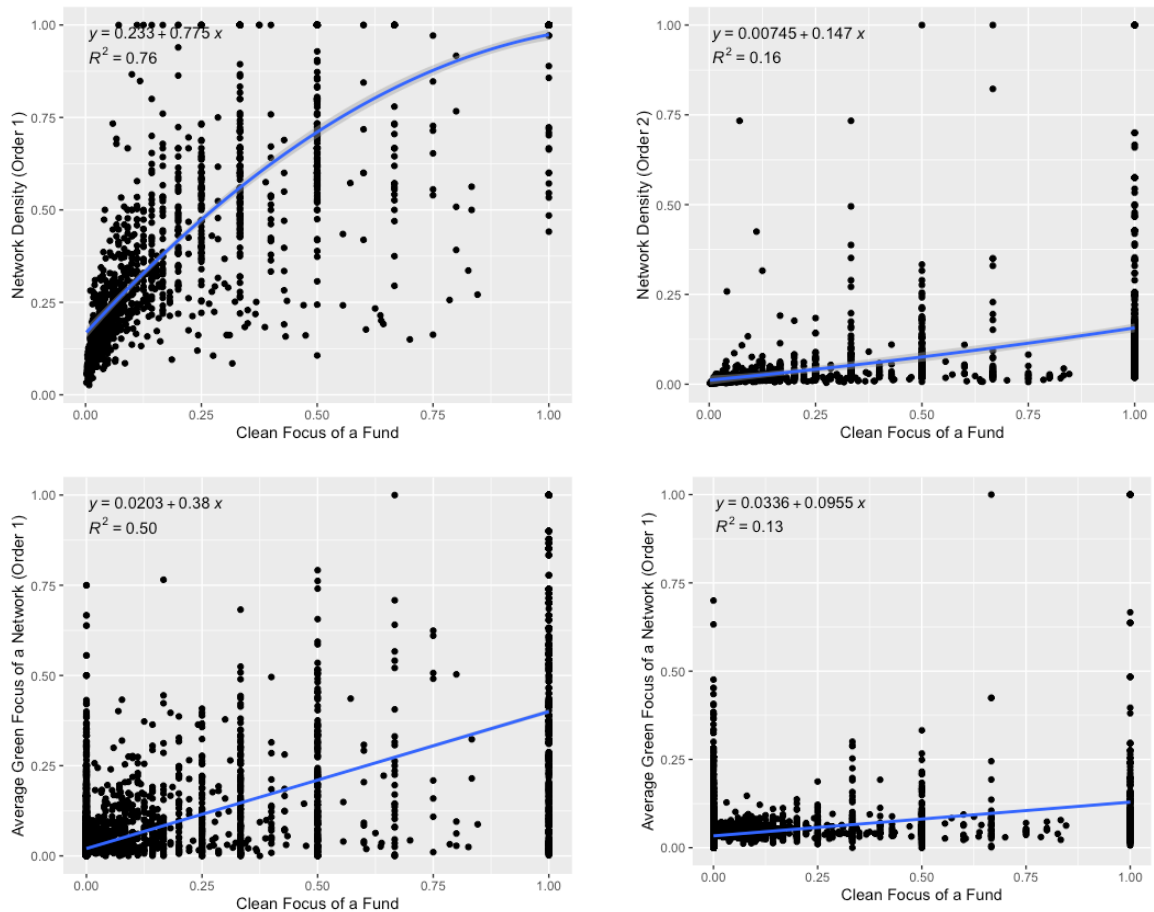 y = 0.233 + 0.775 x
R² = 0.76
1.00
0.75
0.50
0.25
0.00
Network Density (Order 1)
0.00 0.25 0.50 0.75 1.00
Clean Focus of a Fund
y = 0.00745 + 0.147 x
R² = 0.16
1.00
0.75
0.50
0.25
0.00
Network Density (Order 2)
0.00 0.25 0.50 0.75 1.00
Clean Focus of a Fund
y = 0.0203 + 0.38 x
R² = 0.50
1.00
0.75
0.50
0.25
0.00
Average Green Focus of a Network (Order 1)
0.00 0.25 0.50 0.75 1.00
Clean Focus of a Fund
y = 0.0336 + 0.0955 x
R² = 0.13
1.00
0.75
0.50
0.25
0.00
Average Green Focus of a Network (Order 1)
0.00 0.25 0.50 0.75 1.00
Clean Focus of a Fund